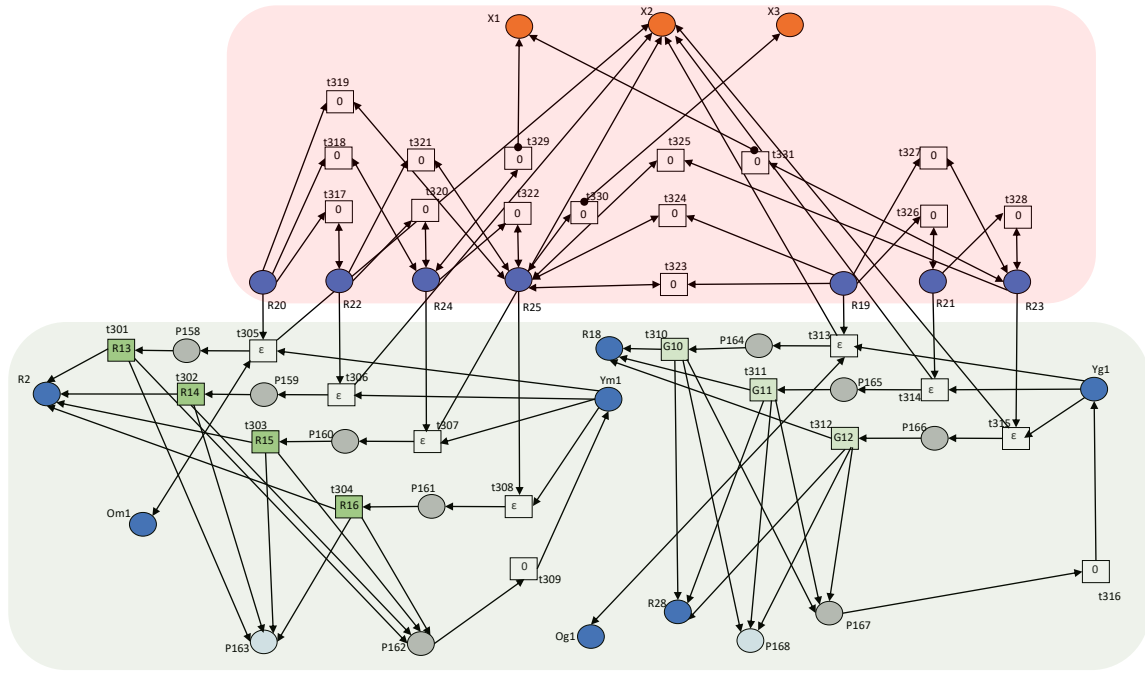 X1 X2 X3
t319
0
t318 t321 t329 t325 t331 t327
0 0 0 0 0 0
t317 t320 t322 t330 t324 t326 t328
0 0 0 0 0 0 0
t323
0
R20 R22 R24 R25 R19 R21 R23
t301 P158 t305 R18 t310 P164 t313
R13 ε G10 ε
R2 t302 P159 t306 Ym1 t311 P165 t314 Yg1
R14 ε G11 ε
t303 P160 t307 t312 P166 t315
R15 ε G12 ε
t304 P161 t308
R16 ε
Om1
0 0
t309 t316
R28
P163 P162 Og1 P168 P167